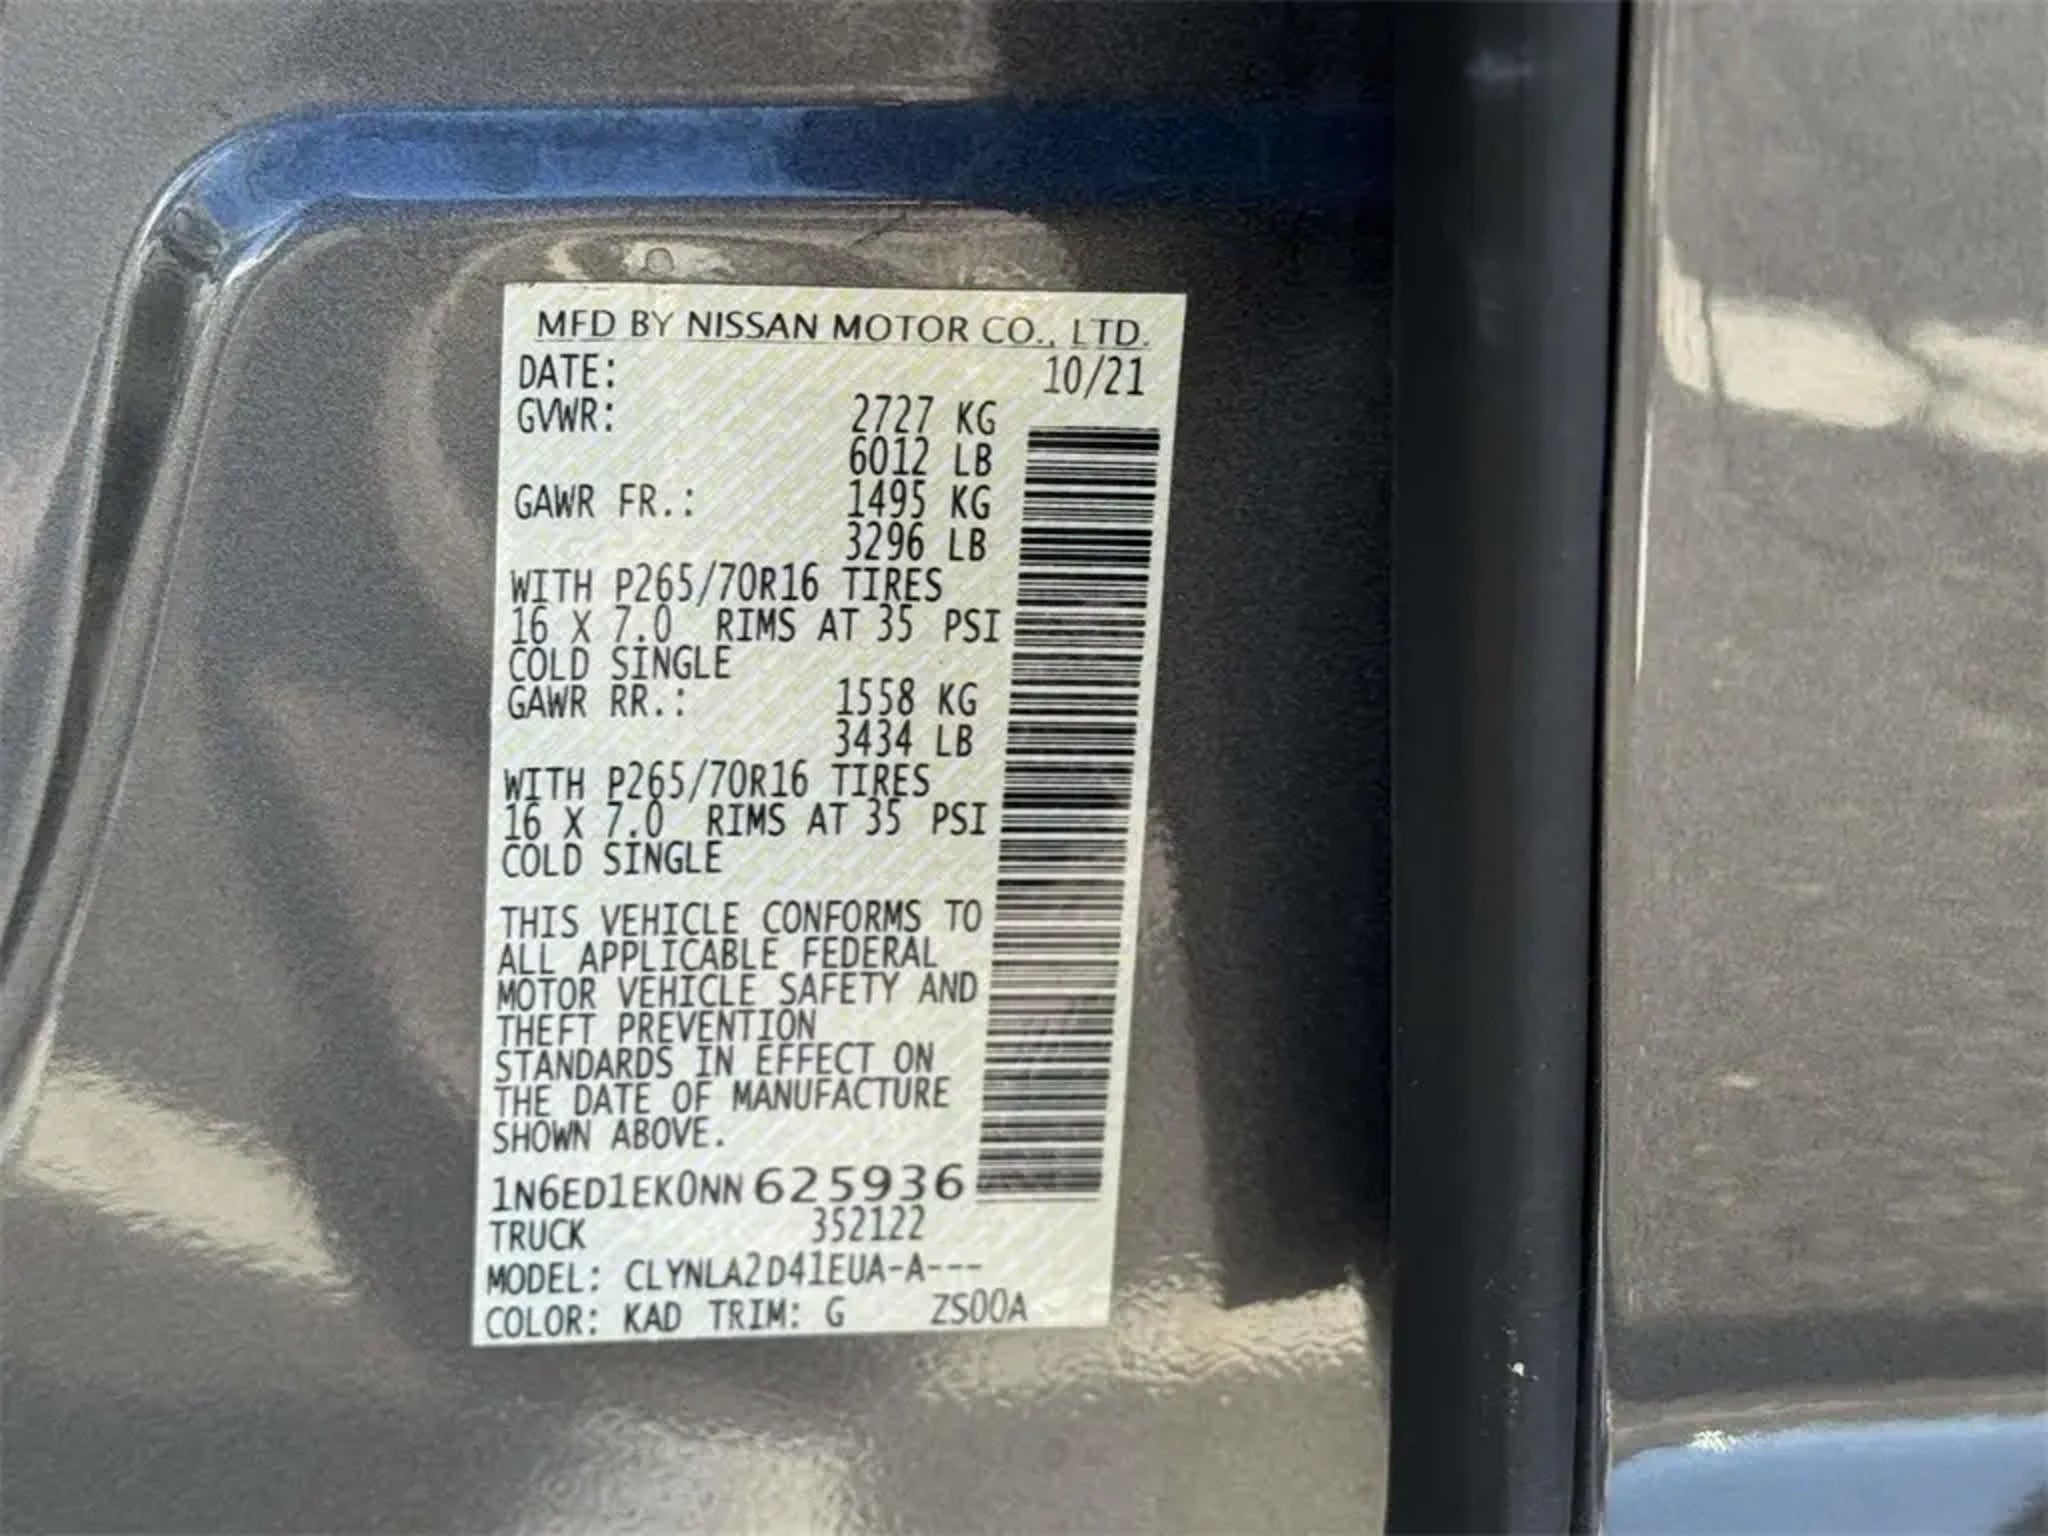 MFD BY NISSAN MOTOR CO., LTD.
DATE: 10/21
GVWR: 2727 KG
6012 LB
GAWR FR.: 1495 KG
3296 LB
WITH P265/70R16 TIRES
16 X 7.0 RIMS AT 35 PSI
COLD SINGLE
GAWR RR.: 1558 KG
3434 LB
WITH P265/70R16 TIRES
16 X 7.0 RIMS AT 35 PSI
COLD SINGLE
THIS VEHICLE CONFORMS TO
ALL APPLICABLE FEDERAL
MOTOR VEHICLE SAFETY AND
THEFT PREVENTION
STANDARDS IN EFFECT ON
THE DATE OF MANUFACTURE
SHOWN ABOVE.
1N6ED1EK0NN625936
TRUCK 352122
MODEL: CLYNLA2D41EUA-A---
COLOR: KAD TRIM: G ZS00A